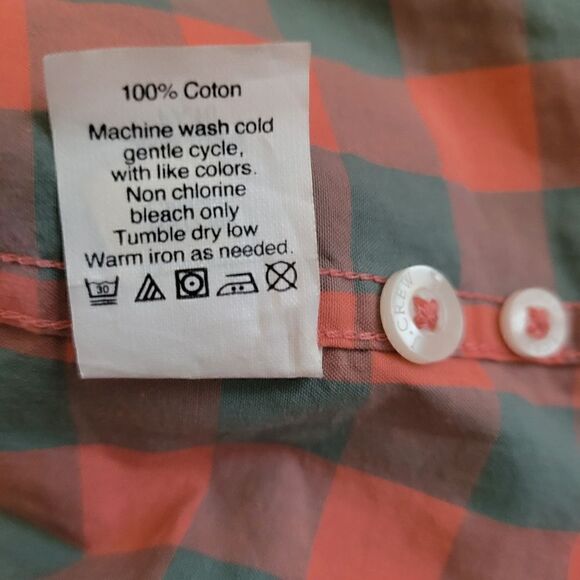 100% Coton
Machine wash cold
gentle cycle,
with like colors.
Non chlorine
bleach only
Tumble dry low
Warm iron as needed.
30
J.CREW